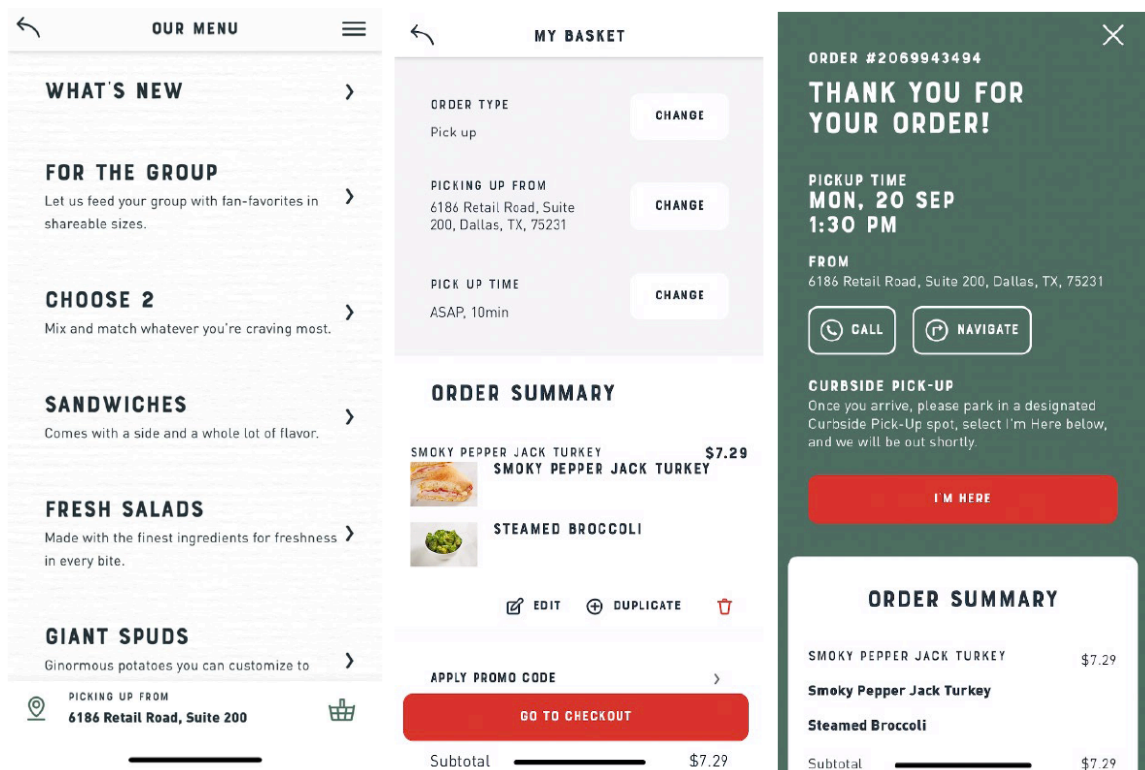 OUR MENU
WHAT'S NEW
FOR THE GROUP
Let us feed your group with fan-favorites in
shareable sizes.
CHOOSE 2
Mix and match whatever you're craving most.
SANDWICHES
Comes with a side and a whole lot of flavor.
FRESH SALADS
Made with the finest ingredients for freshness
in every bite.
GIANT SPUDS
Ginormous potatoes you can customize to
PICKING UP FROM
6186 Retail Road, Suite 200
MY BASKET
ORDER TYPE
Pick up
CHANGE
PICKING UP FROM
6186 Retail Road, Suite
200, Dallas, TX, 75231
CHANGE
PICK UP TIME
ASAP, 10min
CHANGE
ORDER SUMMARY
SMOKY PEPPER JACK TURKEY $7.29
SMOKY PEPPER JACK TURKEY
STEAMED BROCCOLI
EDIT DUPLICATE
APPLY PROMO CODE
GO TO CHECKOUT
Subtotal $7.29
ORDER #2069943494
THANK YOU FOR
YOUR ORDER!
PICKUP TIME
MON, 20 SEP
1:30 PM
FROM
6186 Retail Road, Suite 200, Dallas, TX, 75231
CALL NAVIGATE
CURBSIDE PICK-UP
Once you arrive, please park in a designated
Curbside Pick-Up spot, select I'm Here below,
and we will be out shortly.
I'M HERE
ORDER SUMMARY
SMOKY PEPPER JACK TURKEY $7.29
Smoky Pepper Jack Turkey
Steamed Broccoli
Subtotal $7.29